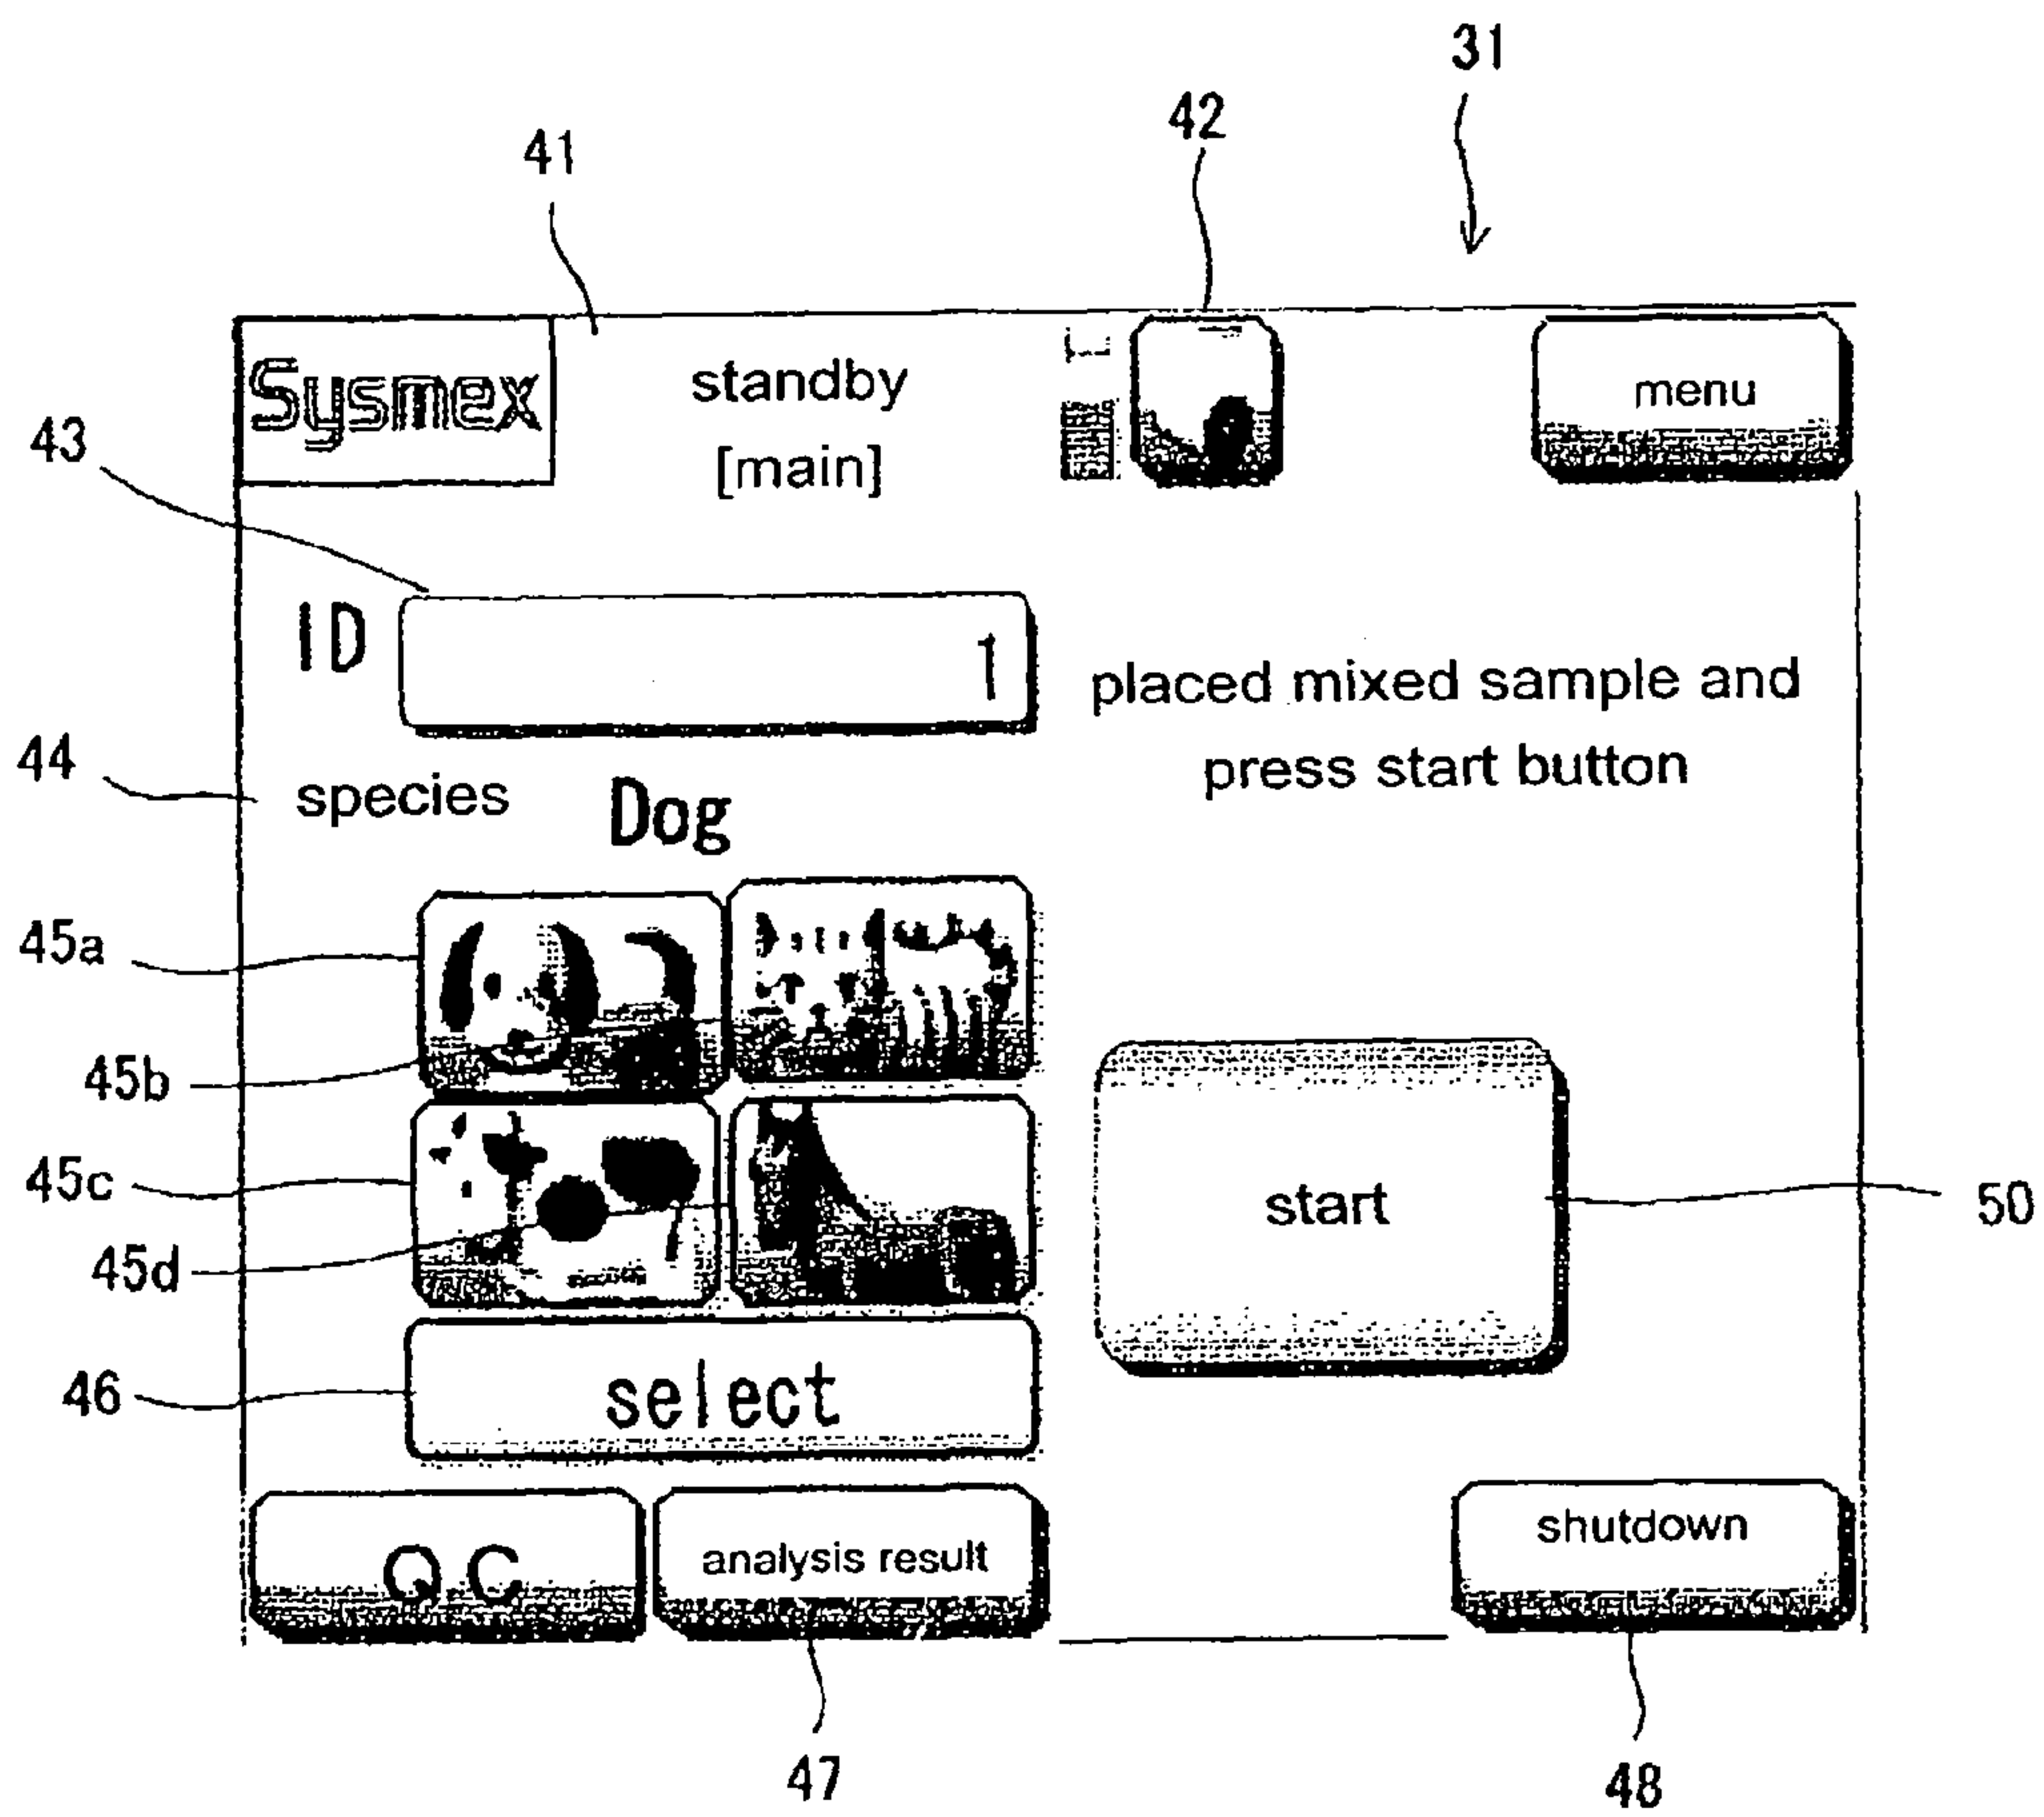 31
42
41
Sysmex
standby
[main]
menu
43
ID
1
placed mixed sample and
press start button
44
species
Dog
45a
45b
45c
45d
start
50
46
select
QC
analysis result
shutdown
47
48